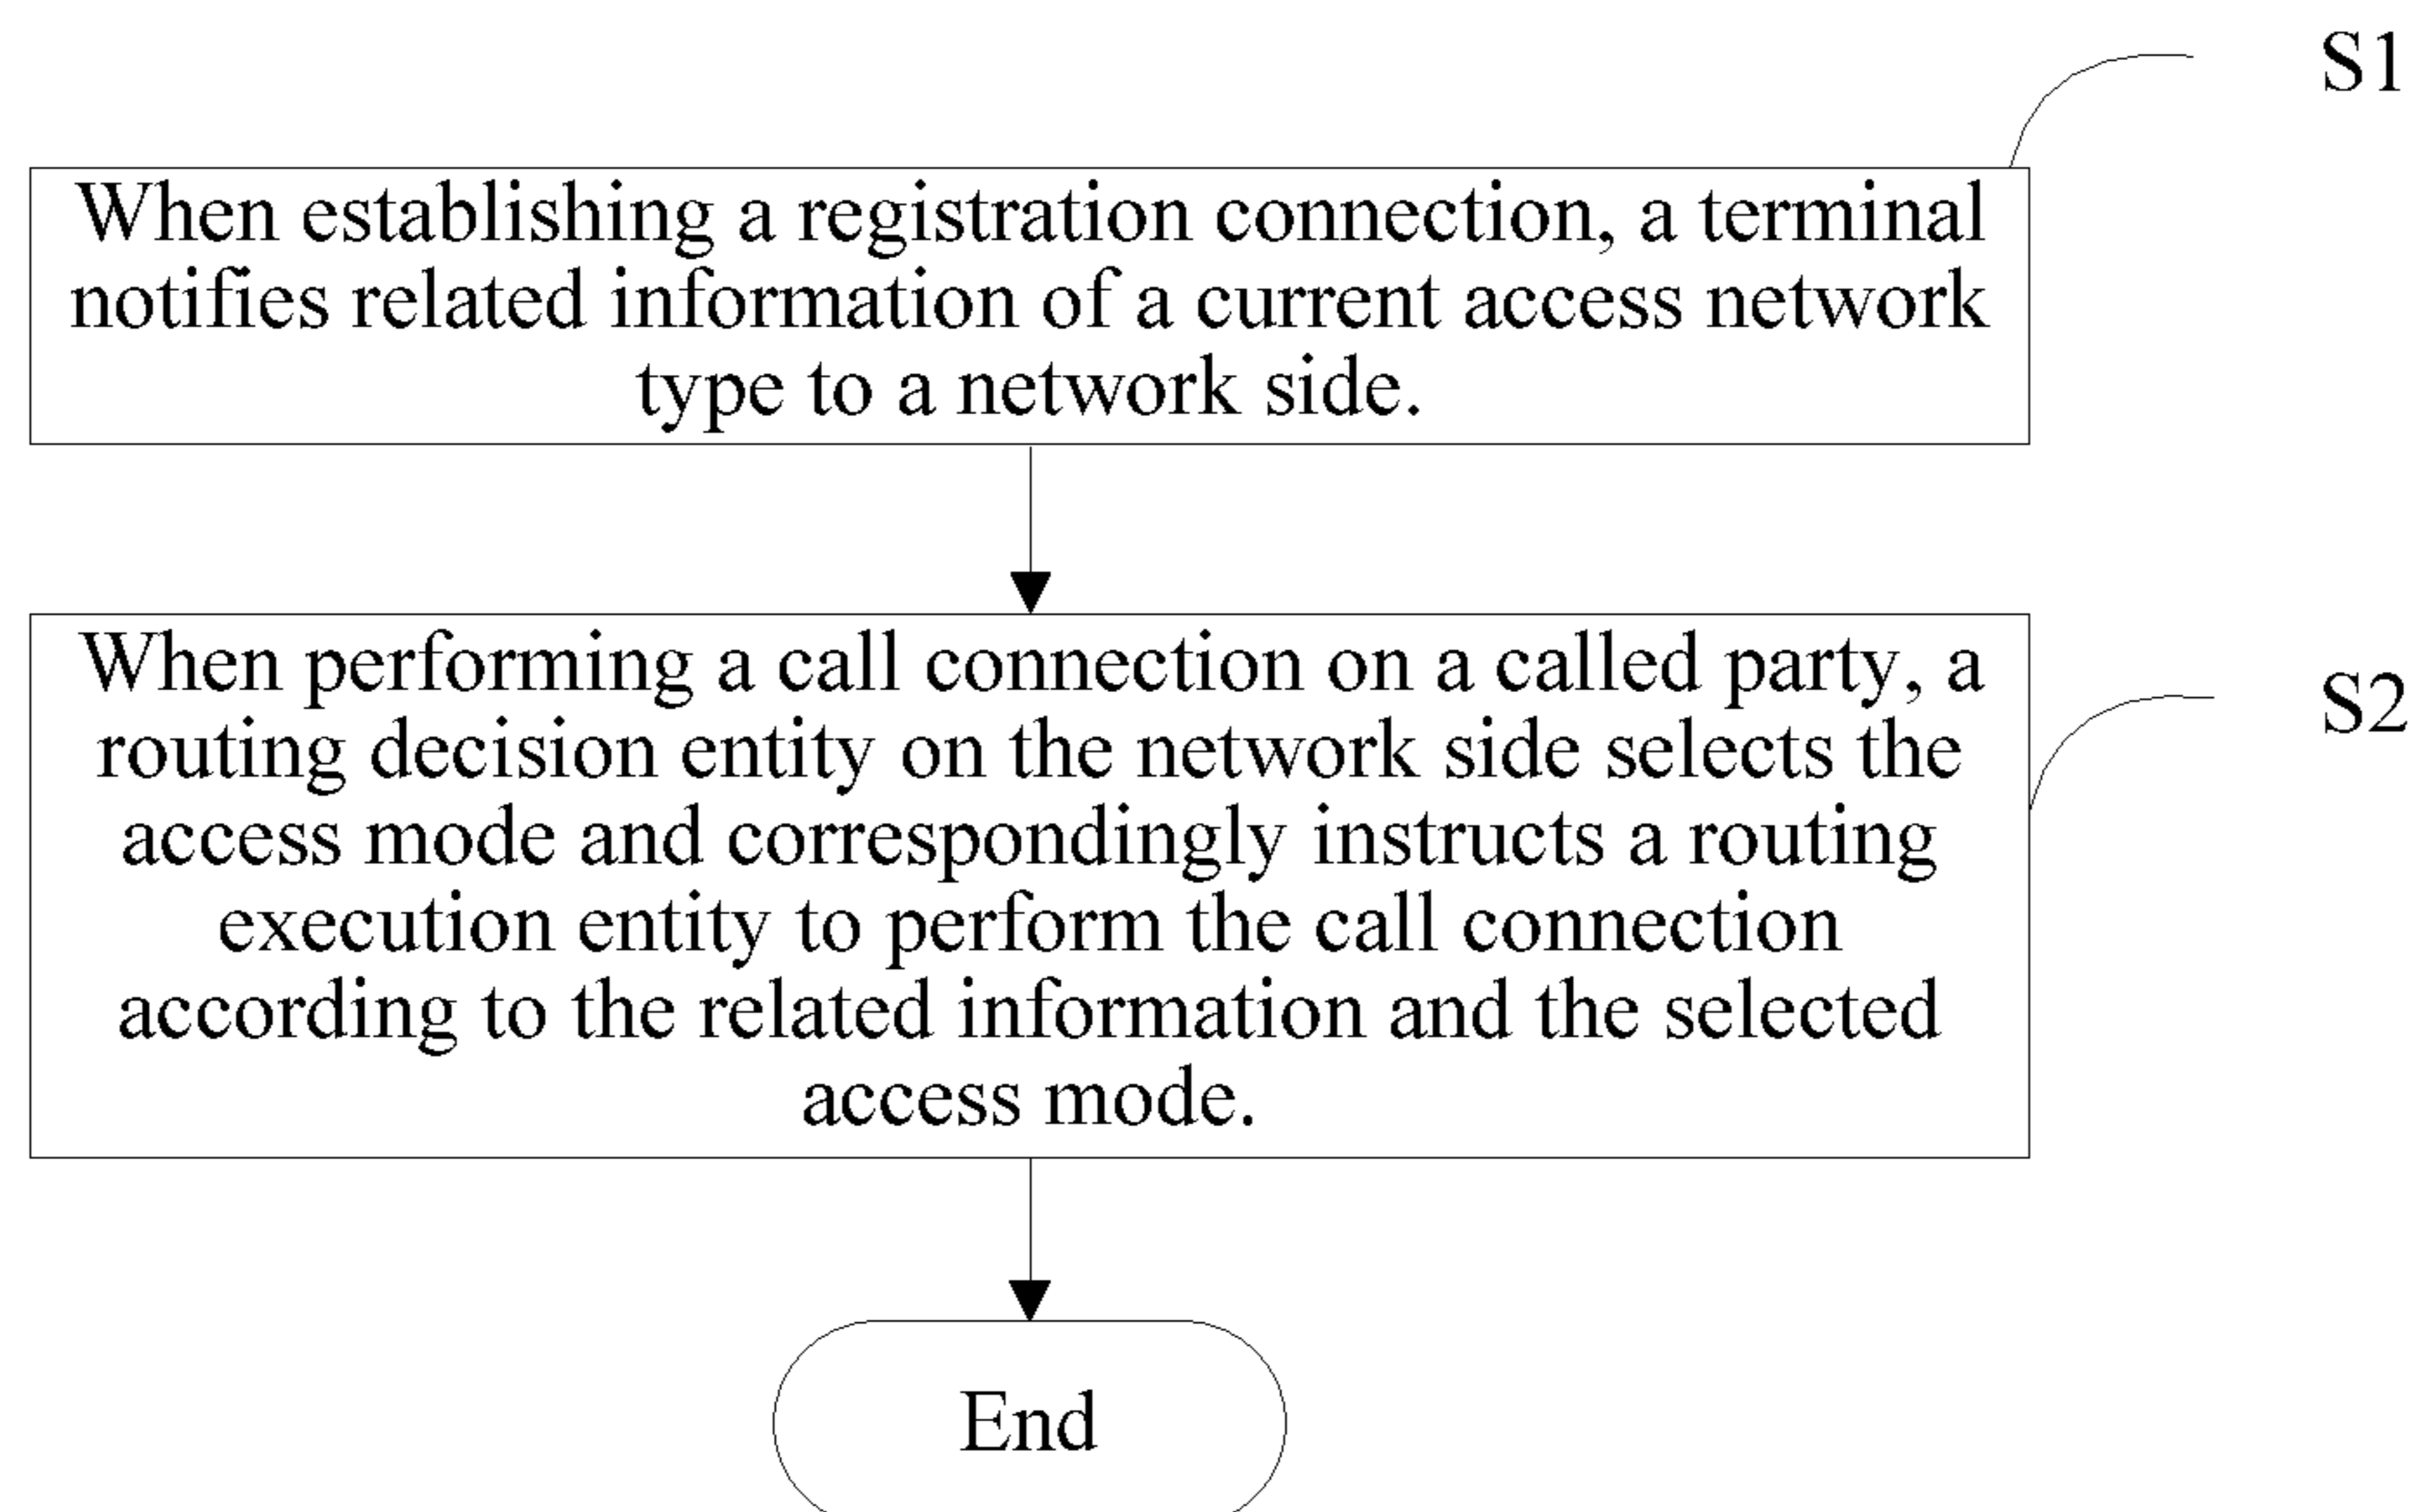 S1
When establishing a registration connection, a terminal
notifies related information of a current access network
type to a network side.
When performing a call connection on a called party, a
routing decision entity on the network side selects the
access mode and correspondingly instructs a routing
execution entity to perform the call connection
according to the related information and the selected
access mode.
S2
End